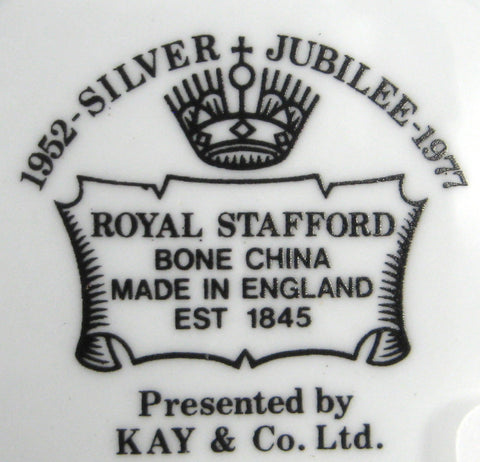 1952-SILVER JUBILEE-1977
ROYAL STAFFORD
BONE CHINA
MADE IN ENGLAND
EST 1845
Presented by
KAY & Co. Ltd.